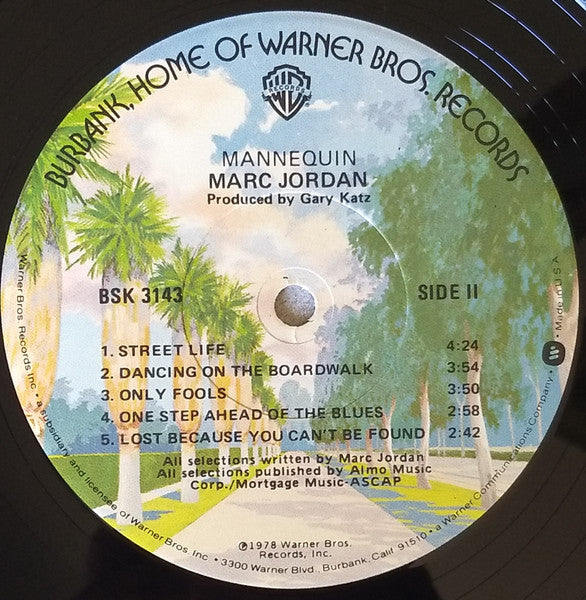 BURBANK, HOME OF WARNER BROS. RECORDS
WB
RECORDS
MANNEQUIN
MARC JORDAN
Produced by Gary Katz
BSK 3143
SIDE II
1. STREET LIFE 4:24
2. DANCING ON THE BOARDWALK 3:54
3. ONLY FOOLS 3:50
4. ONE STEP AHEAD OF THE BLUES 2:58
5. LOST BECAUSE YOU CAN'T BE FOUND 2:42
All selections written by Marc Jordan
All selections published by Almo Music
Corp./Mortgage Music-ASCAP
℗1978 Warner Bros.
Records, Inc.
Warner Bros. Records Inc. • a subsidiary and licensee of Warner Bros. Inc. • 3300 Warner Blvd., Burbank, Calif. 91510 • a Warner Communications Company • Made in U.S.A.